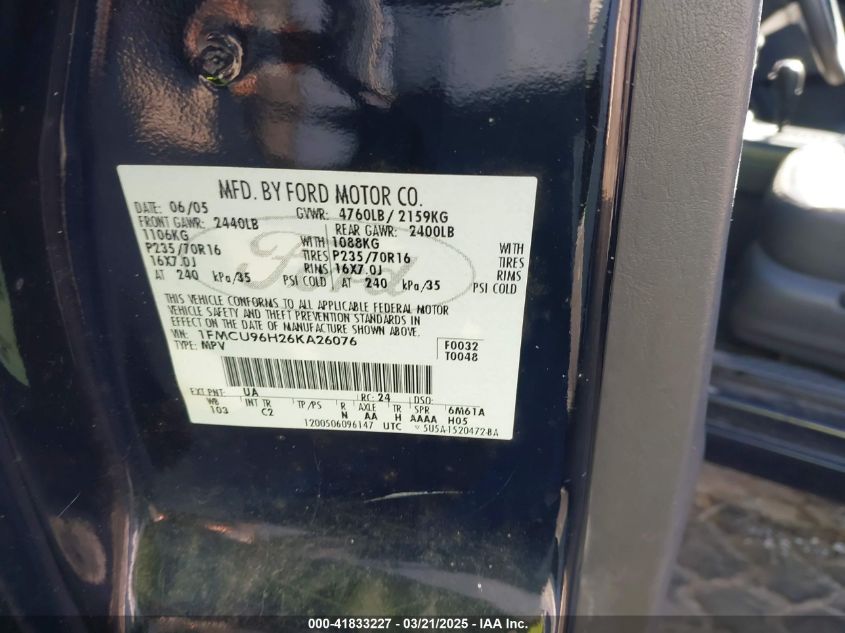 MFD. BY FORD MOTOR CO.
DATE: 06/05 GVWR: 4760LB/ 2159KG
FRONT GAWR: 2440LB REAR GAWR: 2400LB
1106KG WITH 1088KG WITH
P235/70R16 TIRES P235/70R16 TIRES
16X7.0J RIMS 16X7.0J RIMS
AT 240 kPa/35 PSI COLD AT 240 kPa/35 PSI COLD
Ford
THIS VEHICLE CONFORMS TO ALL APPLICABLE FEDERAL MOTOR
VEHICLE SAFETY AND THEFT PREVENTION STANDARDS IN
EFFECT ON THE DATE OF MANUFACTURE SHOWN ABOVE.
VIN: 1FMCU96H26KA26076 F0032
TYPE: MPV T0048
EXT PNT: UA RC: 24 DSO:
WB INT TR TP/PS R AXLE TR SPR 6M61A
103 C2 N AA H AAAA H05
1200506096147 UTC 5U5A-1520472-BA
000-41833227 - 03/21/2025 - IAA Inc.